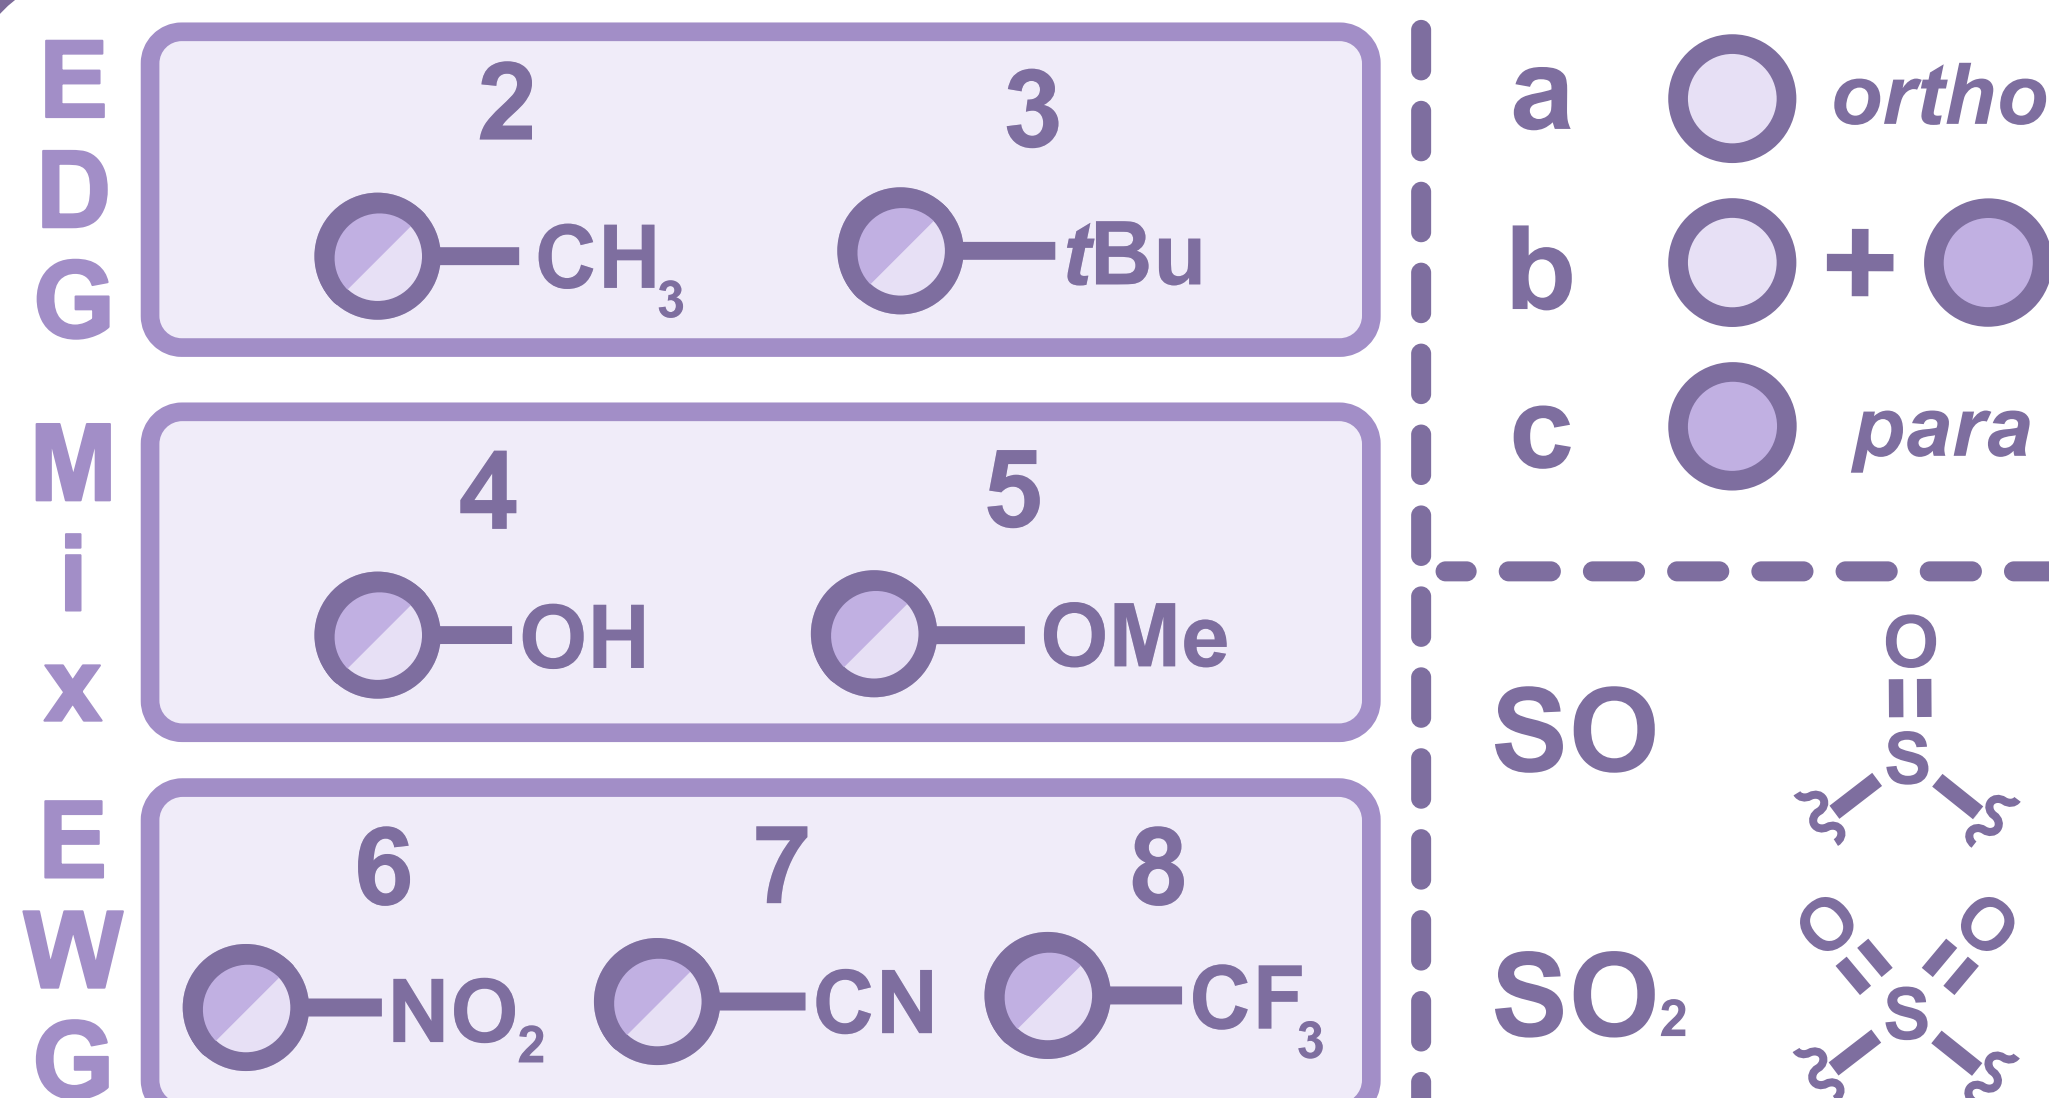 EDG
2
3
CH₃
tBu
Mix
4
5
OH
OMe
EWG
6
7
8
NO₂
CN
CF₃
a
ortho
b
+
c
para
SO
O
S
SO₂
O
O
S